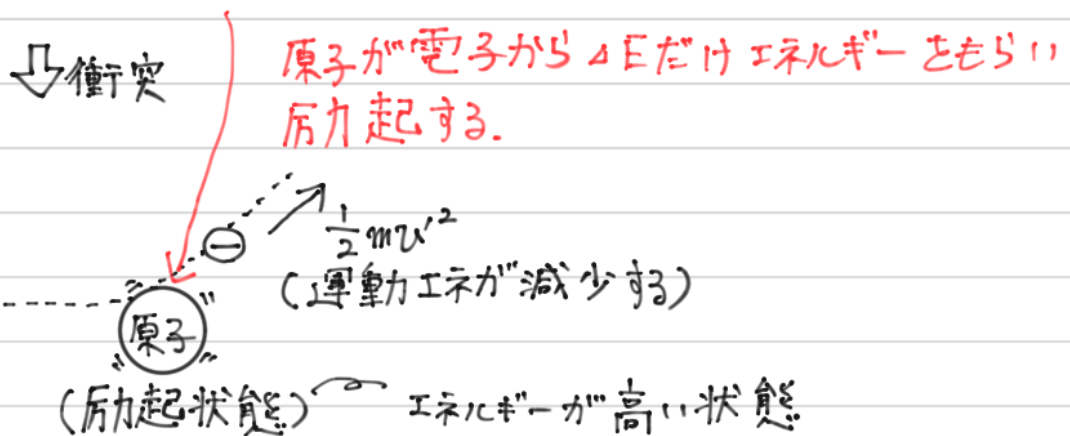 ⇩衝突
原子が電子からΔEだけエネルギーをもらい
励起する.
⊖
1/2 mv'²
(運動エネが減少する)
原子
(励起状態) エネルギーが高い状態